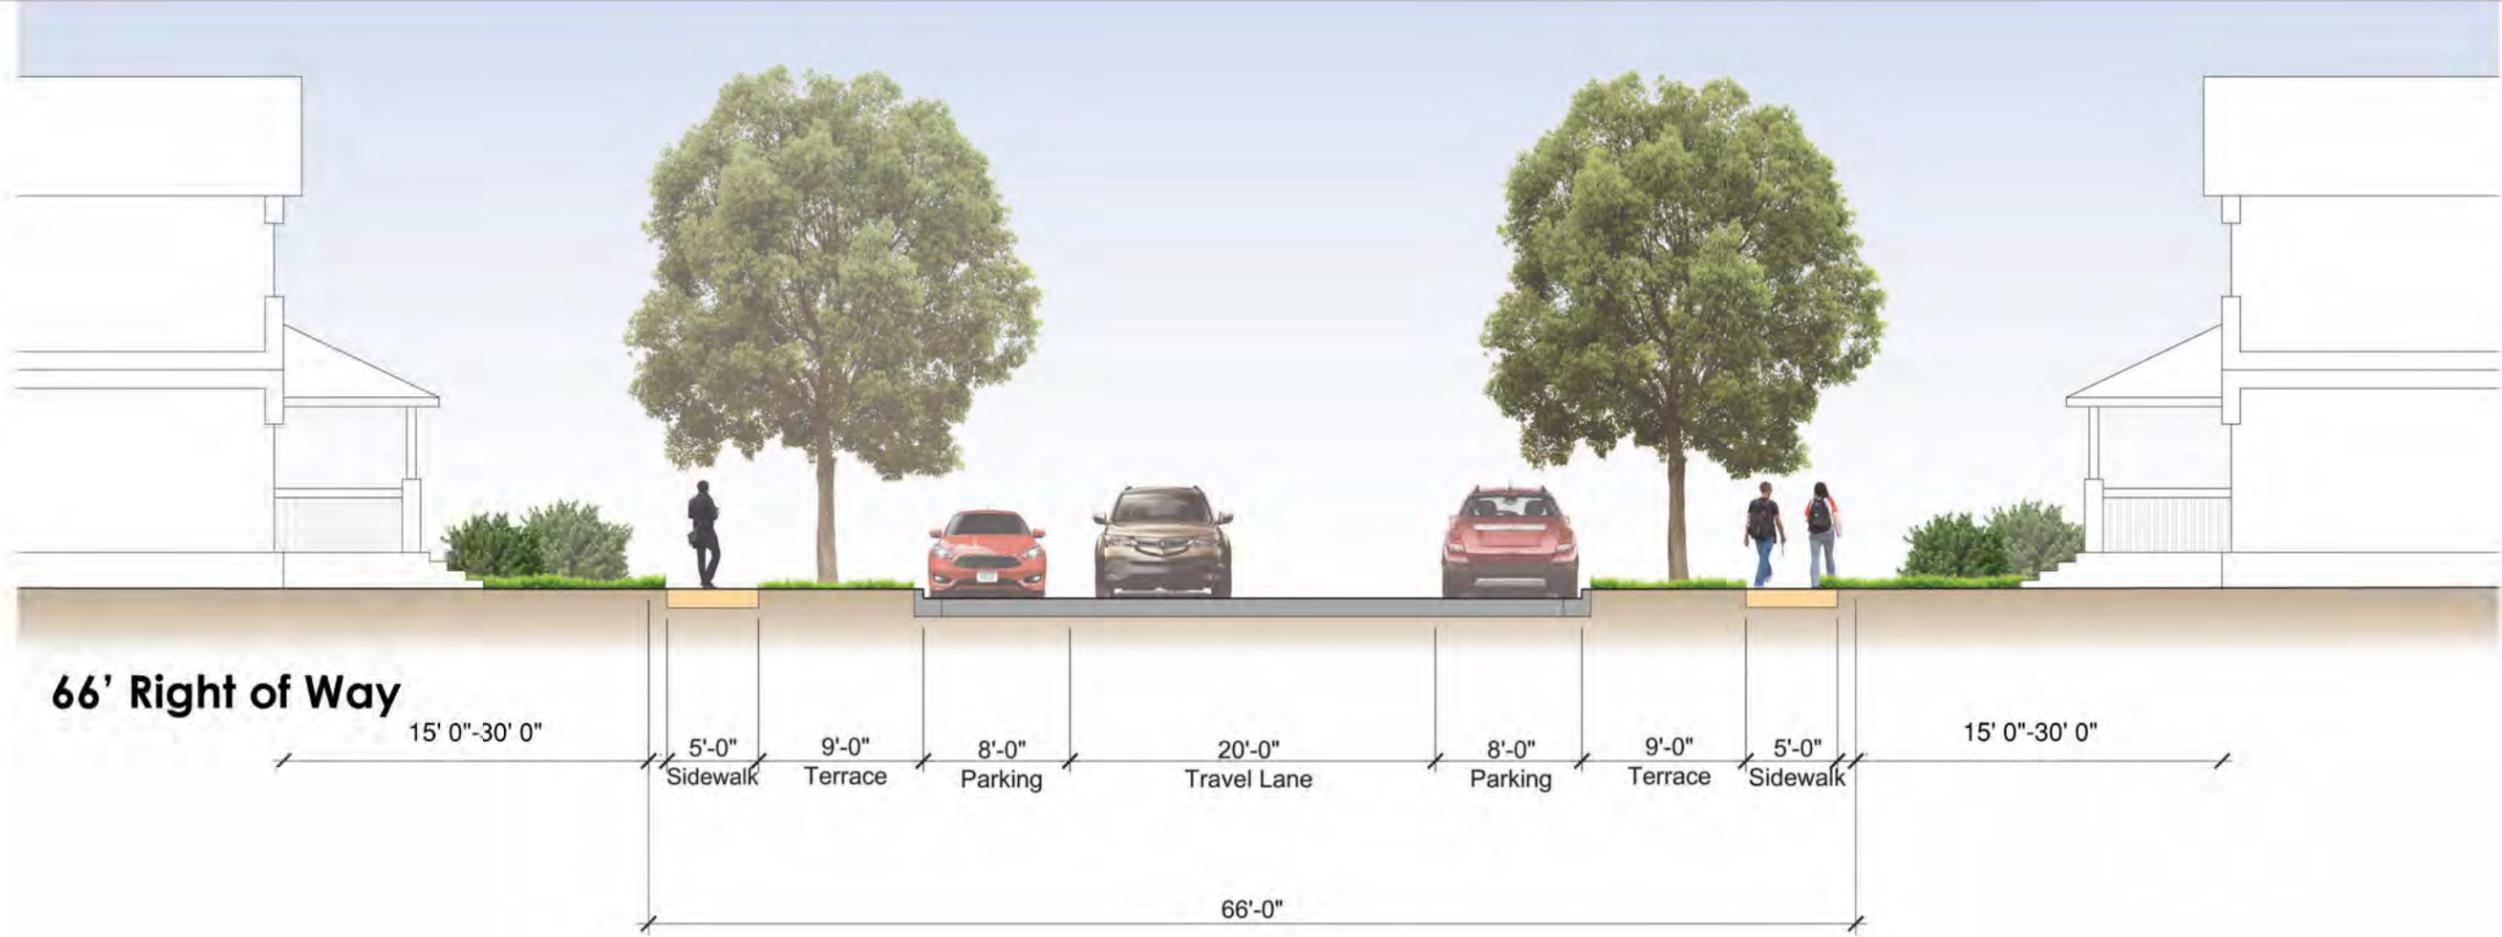 66’ Right of Way
15' 0"-30' 0"
5'-0"
Sidewalk
9'-0"
Terrace
8'-0"
Parking
20'-0"
Travel Lane
8'-0"
Parking
9'-0"
Terrace
5'-0"
Sidewalk
15' 0"-30' 0"
66'-0"